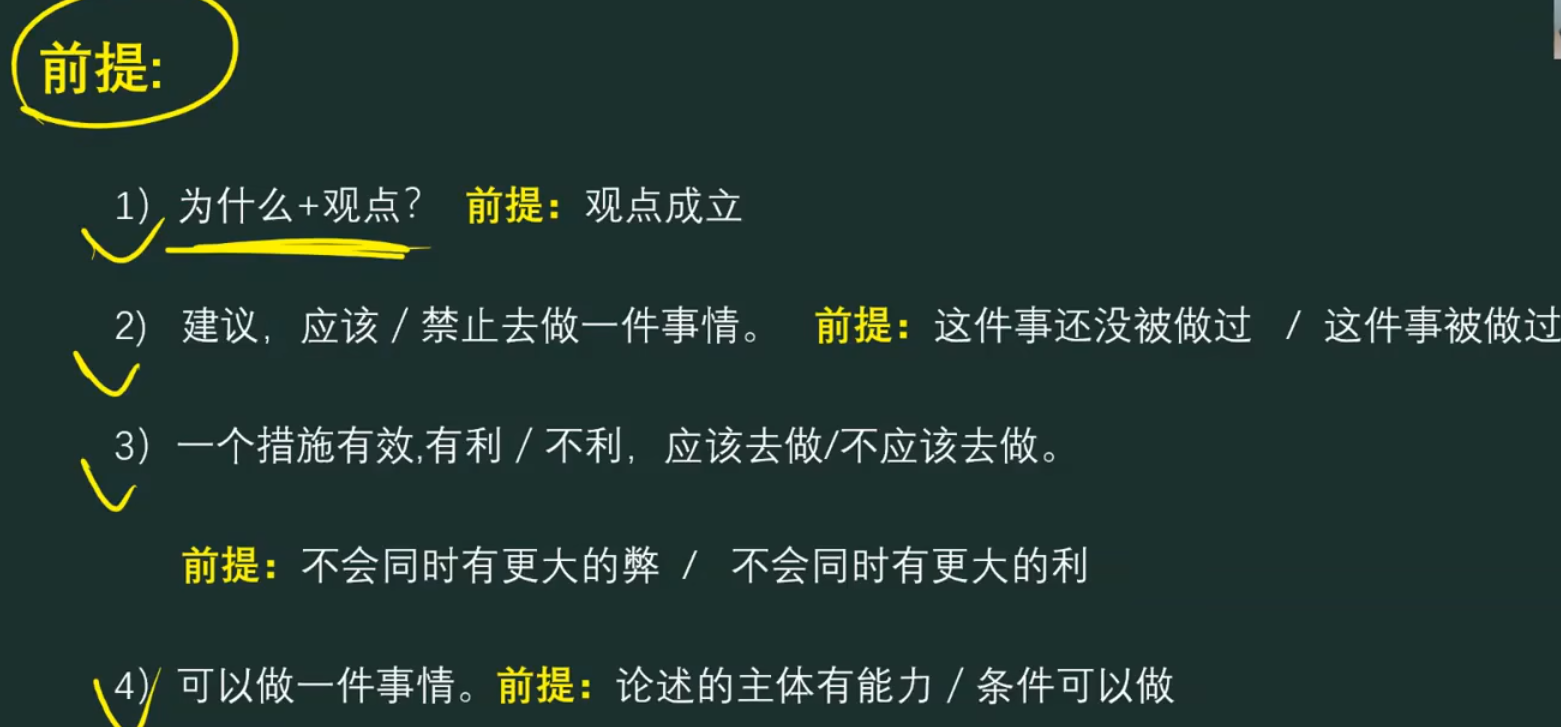 前提:
1) 为什么+观点? 前提：观点成立
2) 建议，应该 / 禁止去做一件事情。 前提：这件事还没被做过 / 这件事被做过
3) 一个措施有效,有利 / 不利，应该去做/不应该去做。
前提：不会同时有更大的弊 / 不会同时有更大的利
4) 可以做一件事情。前提：论述的主体有能力 / 条件可以做